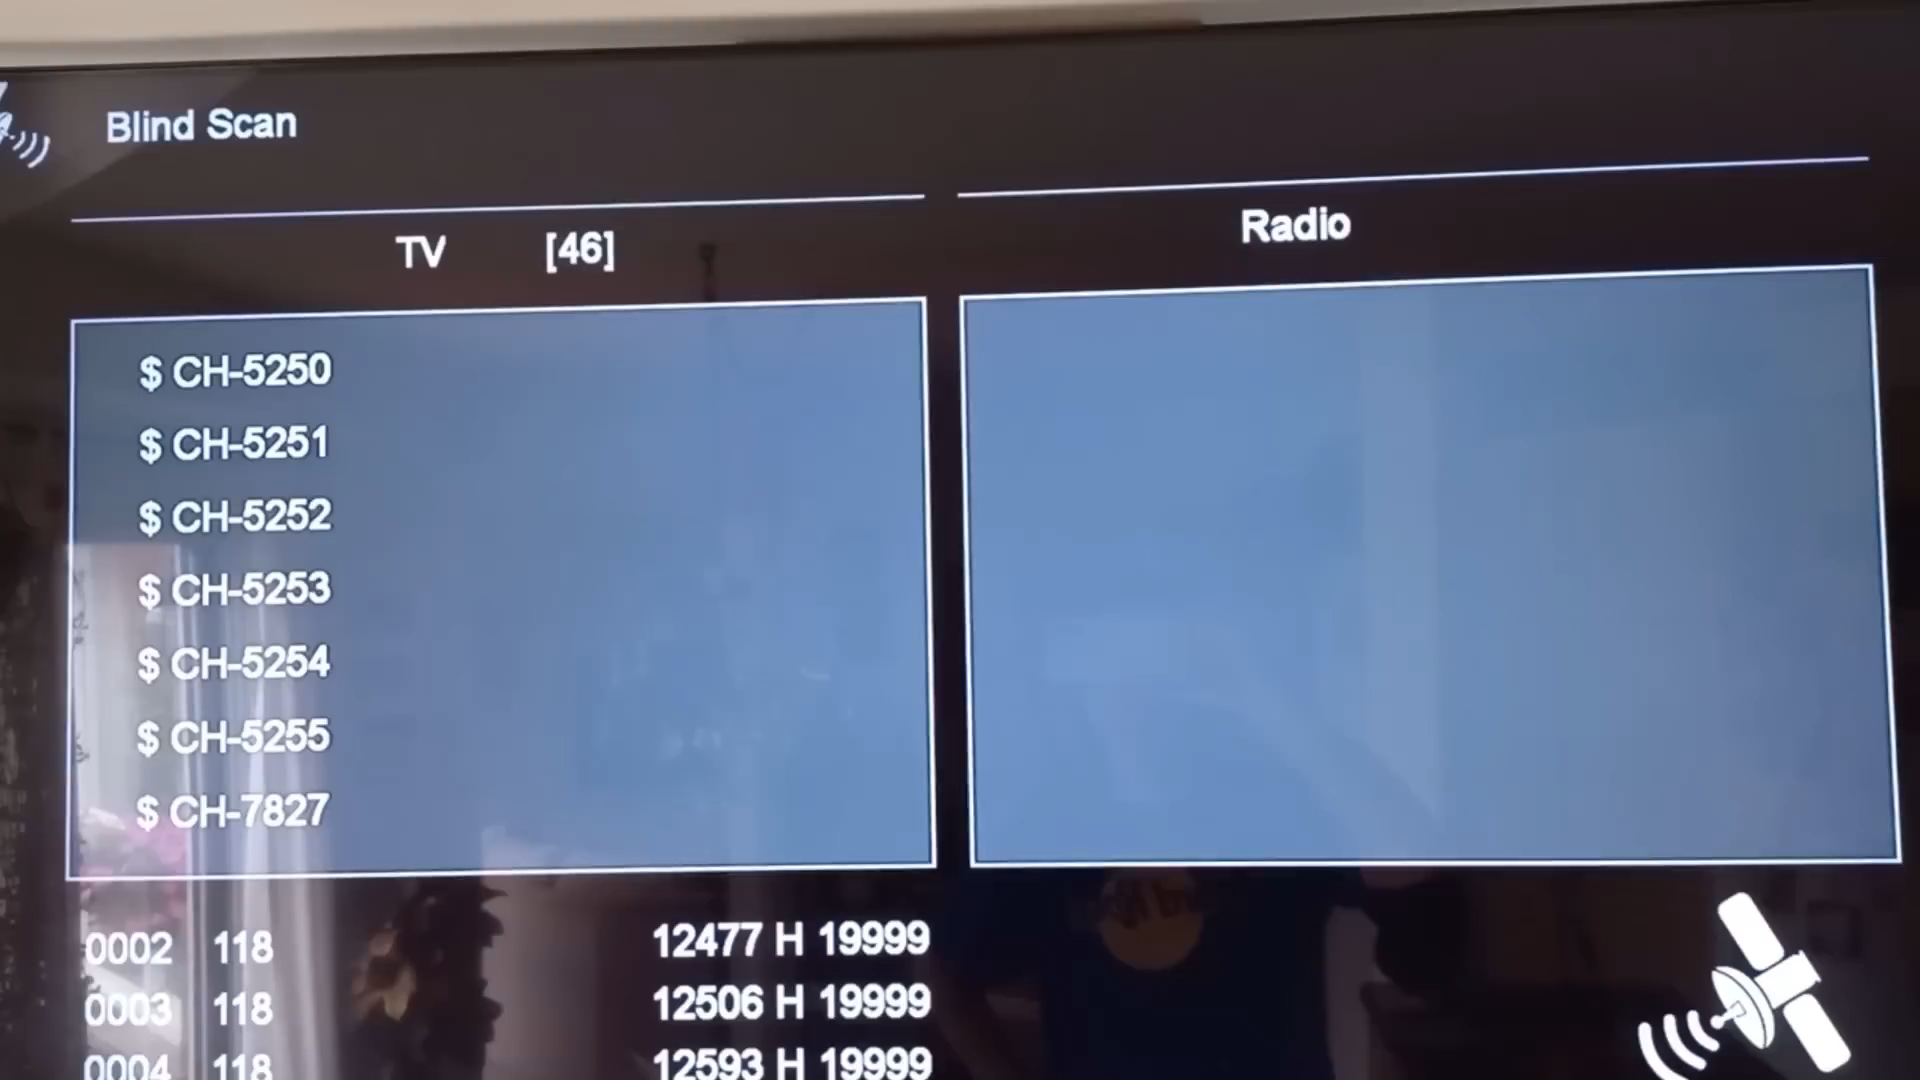 Blind Scan
TV [46]
Radio
$ CH-5250
$ CH-5251
$ CH-5252
$ CH-5253
$ CH-5254
$ CH-5255
$ CH-7827
0002 118 12477 H 19999
0003 118 12506 H 19999
0004 118 12593 H 19999